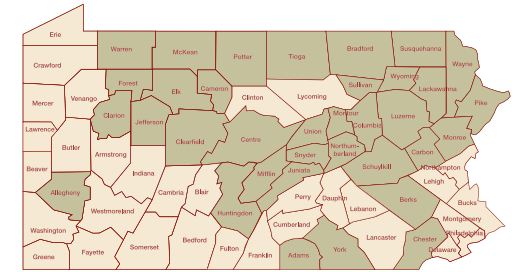 Erie
Warren
McKean
Potter
Tioga
Bradford
Susquehanna
Wayne
Crawford
Forest
Elk
Cameron
Sullivan
Wyoming
Lackawanna
Mercer
Venango
Clinton
Lycoming
Pike
Clarion
Jefferson
Montour
Columbia
Luzerne
Lawrence
Butler
Clearfield
Centre
Union
Monroe
Armstrong
Northum-
berland
Carbon
Snyder
Beaver
Indiana
Mifflin
Juniata
Schuylkill
Northampton
Lehigh
Allegheny
Cambria
Blair
Perry
Dauphin
Berks
Bucks
Westmoreland
Huntingdon
Lebanon
Montgomery
Washington
Cumberland
Philadelphia
Somerset
Bedford
Fulton
Franklin
Adams
York
Lancaster
Chester
Delaware
Greene
Fayette